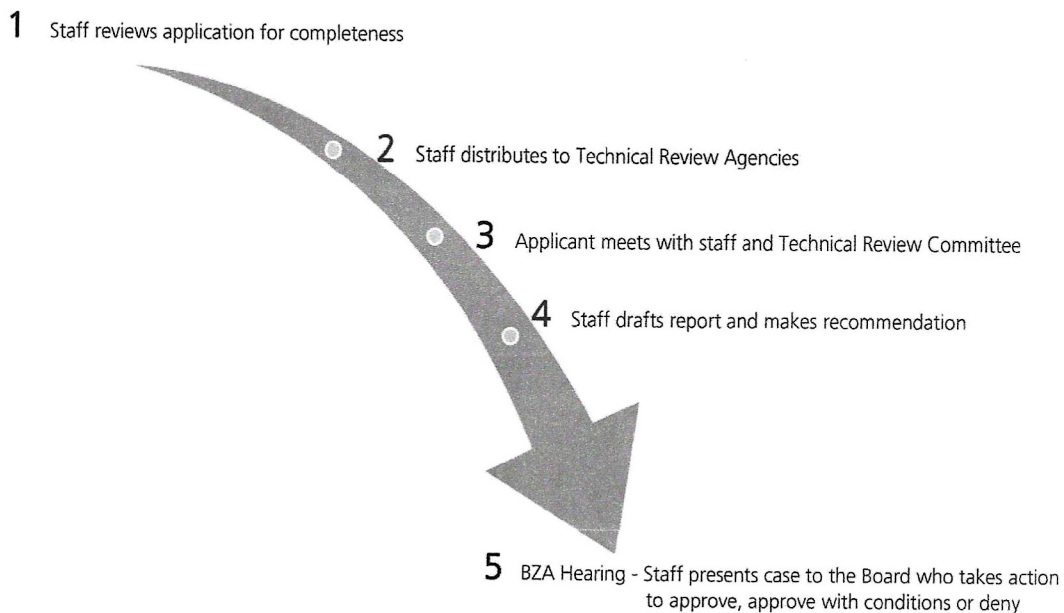 1 Staff reviews application for completeness
2 Staff distributes to Technical Review Agencies
3 Applicant meets with staff and Technical Review Committee
4 Staff drafts report and makes recommendation
5 BZA Hearing - Staff presents case to the Board who takes action
to approve, approve with conditions or deny